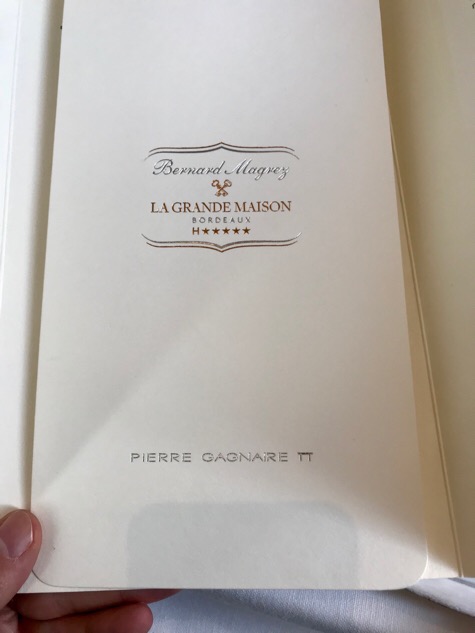 Bernard Magrez
LA GRANDE MAISON
BORDEAUX
H★★★★★
PIERRE GAGNAiRE TT